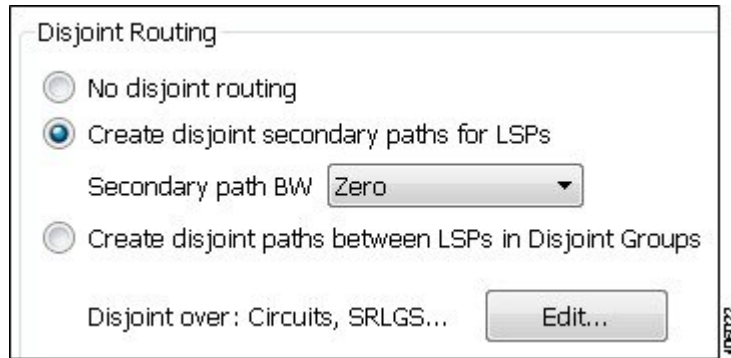 Disjoint Routing
No disjoint routing
Create disjoint secondary paths for LSPs
Secondary path BW Zero
Create disjoint paths between LSPs in Disjoint Groups
Disjoint over: Circuits, SRLGS... Edit...